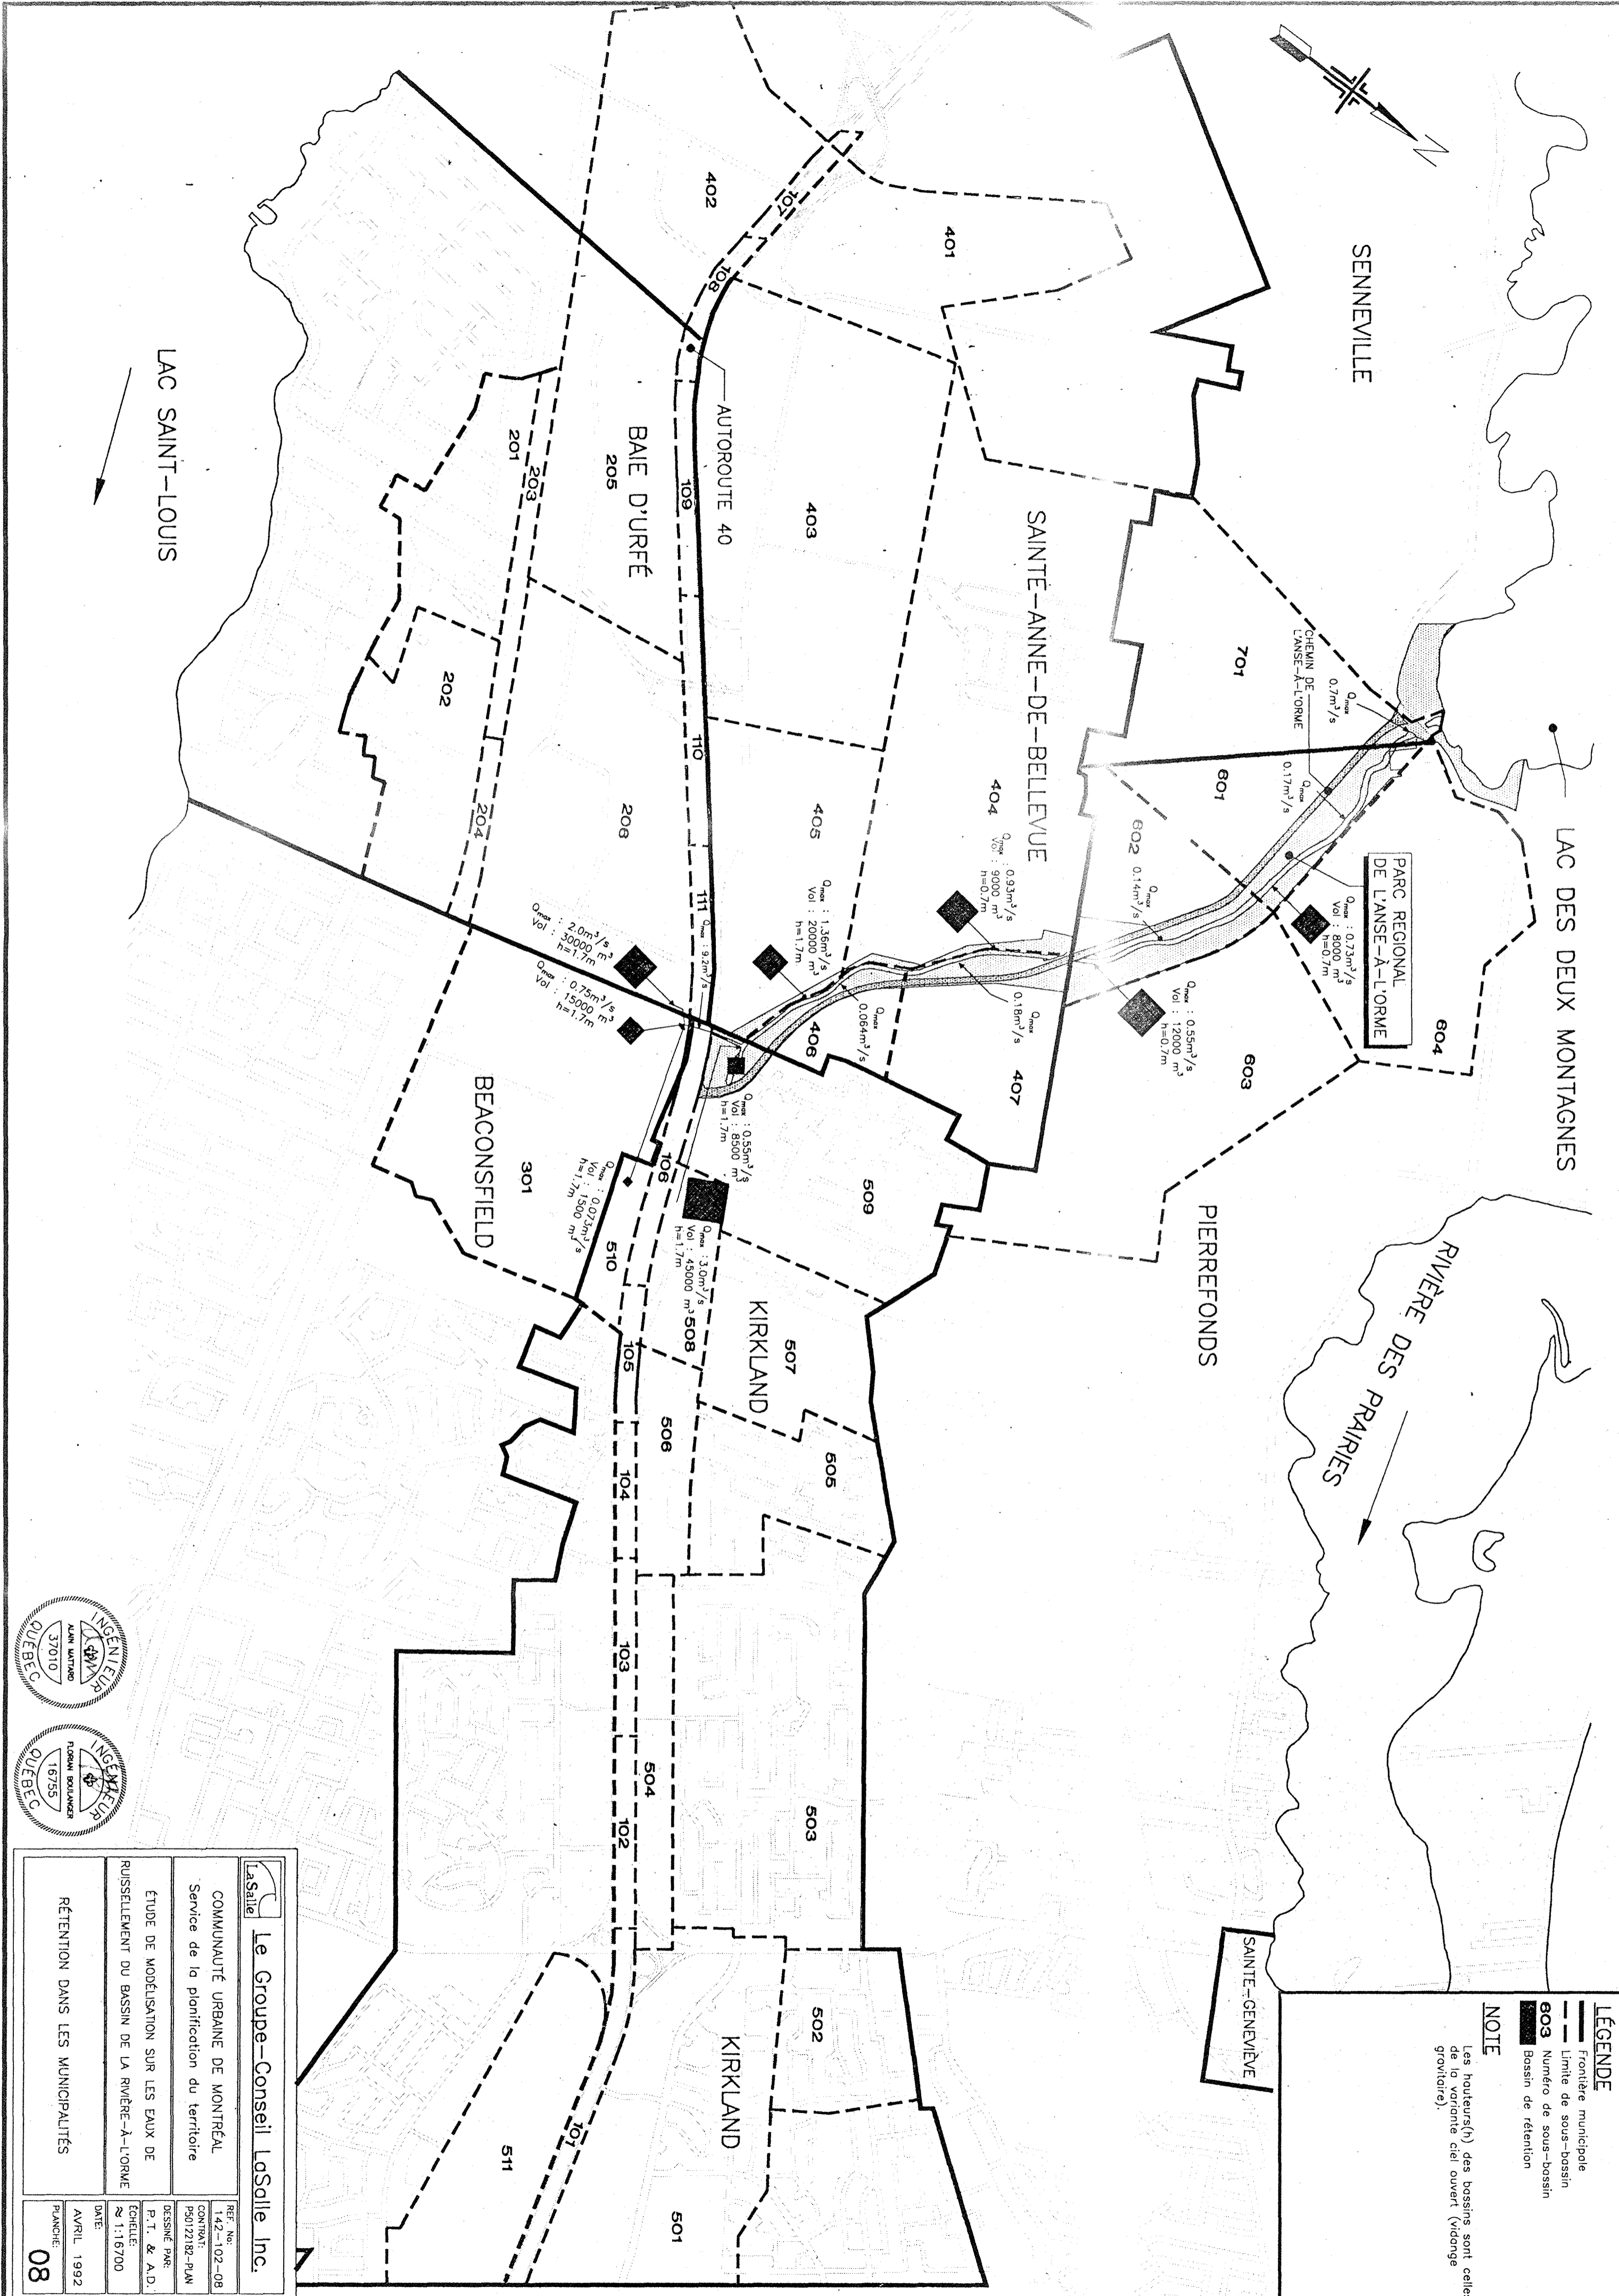 SENNEVILLE
LAC DES DEUX MONTAGNES
RIVIÈRE DES PRAIRIES
LÉGENDE
Frontière municipale
Limite de sous-bassin
603 Numéro de sous-bassin
Bassin de rétention
NOTE
Les hauteurs(h) des bassins sont celle
de la variante ciel ouvert (vidange
gravitaire).
SAINTE-GENEVIÈVE
N
PARC REGIONAL
DE L'ANSE-À-L'ORME
CHEMIN DE
L'ANSE-À-L'ORME
Qmax
0.7m³/s
Qmax
0.17m³/s
Qmax : 0.73m³/s
Vol : 8000 m³
h=0.7m
604
701
601
602
Qmax
0.14m³/s
Qmax : 0.55m³/s
Vol : 12000 m³
h=0.7m
603
PIERREFONDS
SAINTE-ANNE-DE-BELLEVUE
401
402
403
404
Qmax : 0.93m³/s
Vol : 9000 m³
h=0.7m
Qmax
0.18m³/s
407
405
Qmax : 1.36m³/s
Vol : 20000 m³
h=1.7m
Qmax
0.064m³/s
406
107
108
AUTOROUTE 40
109
110
111
Qmax : 9.2m³/s
BAIE D'URFÉ
205
206
201
203
202
204
LAC SAINT-LOUIS
Qmax : 2.0m³/s
Vol : 30000 m³
h=1.7m
Qmax : 0.75m³/s
Vol : 15000 m³
h=1.7m
Qmax : 0.55m³/s
Vol : 8500 m³
h=1.7m
Qmax : 3.0m³/s
Vol : 45000 m³
h=1.7m
Qmax : 0.073m³/s
Vol : 1500 m³
h=1.7m
BEACONSFIELD
301
106
510
509
508
KIRKLAND
507
105
506
505
104
103
504
503
102
502
KIRKLAND
101
511
501
INGÉNIEUR
ALAIN MATTARD
37010
QUÉBEC
INGÉNIEUR
FLORIAN BOULANGER
16755
QUÉBEC
LaSalle
Le Groupe-Conseil LaSalle Inc.
COMMUNAUTÉ URBAINE DE MONTRÉAL
Service de la planification du territoire
ÉTUDE DE MODÉLISATION SUR LES EAUX DE
RUISSELLEMENT DU BASSIN DE LA RIVIÈRE-À-L'ORME
RÉTENTION DANS LES MUNICIPALITÉS
REF. No:
142-102-08
CONTRAT:
P50122182-PLAN
DESSINÉ PAR:
P.T. & A.D.
ÉCHELLE:
≈ 1:16700
DATE:
AVRIL 1992
PLANCHE:
08